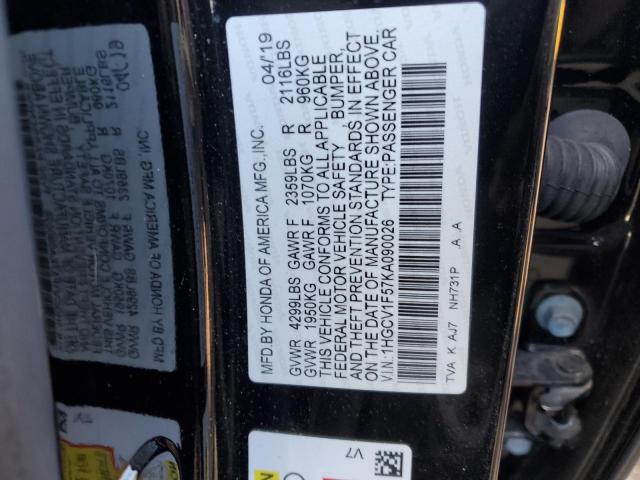 MFD.BY HONDA OF AMERICA MFG.,INC. 04/19
GVWR 4299LBS GAWR F 2359LBS R 2116LBS
GVWR 1950KG GAWR F 1070KG R 960KG
THIS VEHICLE CONFORMS TO ALL APPLICABLE
FEDERAL MOTOR VEHICLE SAFETY, BUMPER,
AND THEFT PREVENTION STANDARDS IN EFFECT
ON THE DATE OF MANUFACTURE SHOWN ABOVE.
V.I.N.:1HGCV1F57KA090026 TYPE:PASSENGER CAR
TVA K AJ7 NH731P A A
V7